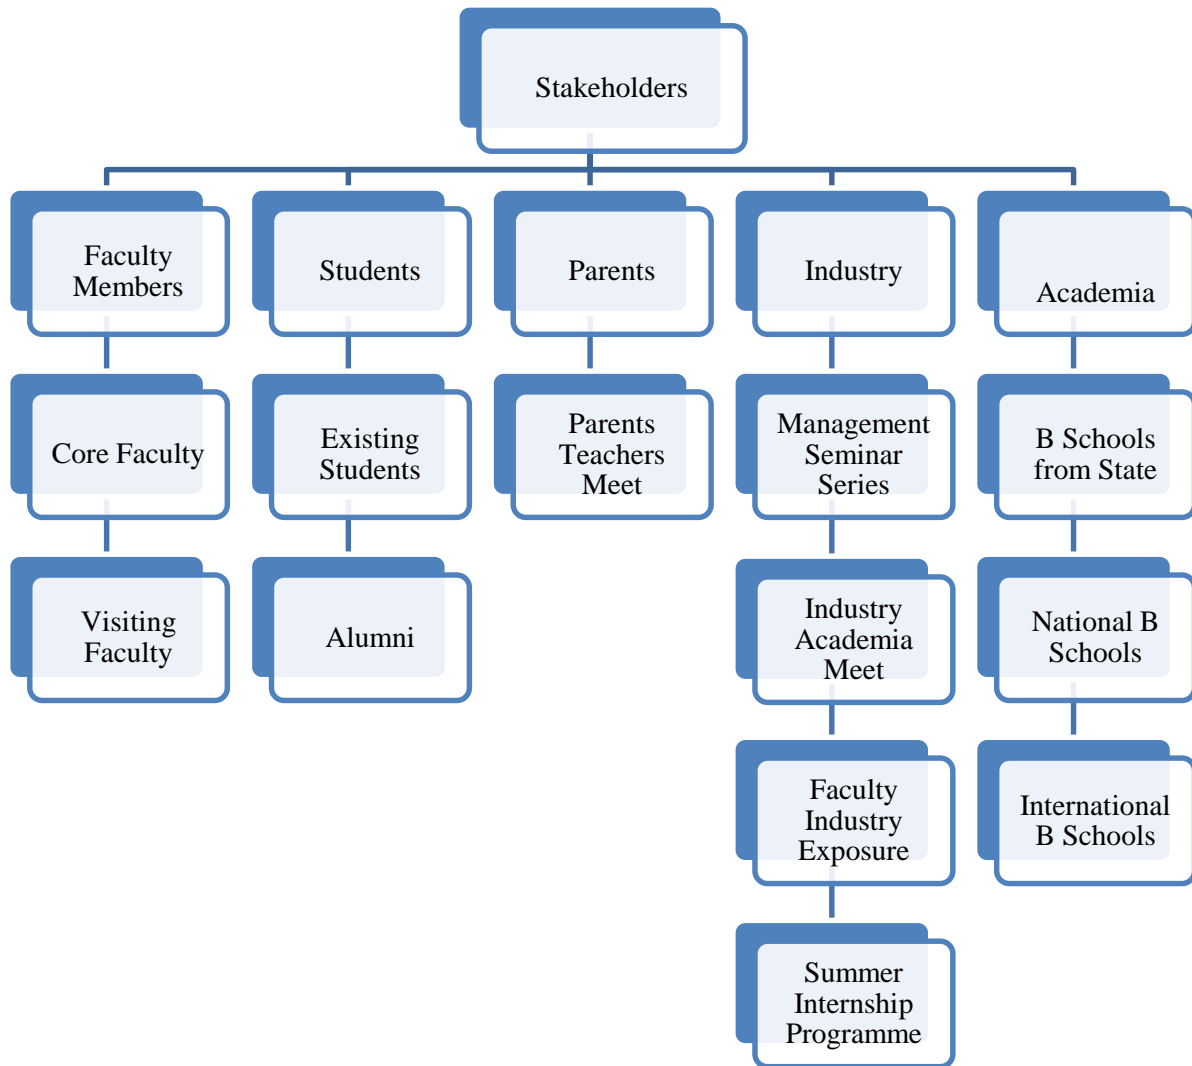 Stakeholders
Faculty
Members
Students
Parents
Industry
Academia
Core Faculty
Existing
Students
Parents
Teachers
Meet
Management
Seminar
Series
B Schools
from State
Visiting
Faculty
Alumni
Industry
Academia
Meet
National B
Schools
Faculty
Industry
Exposure
International
B Schools
Summer
Internship
Programme